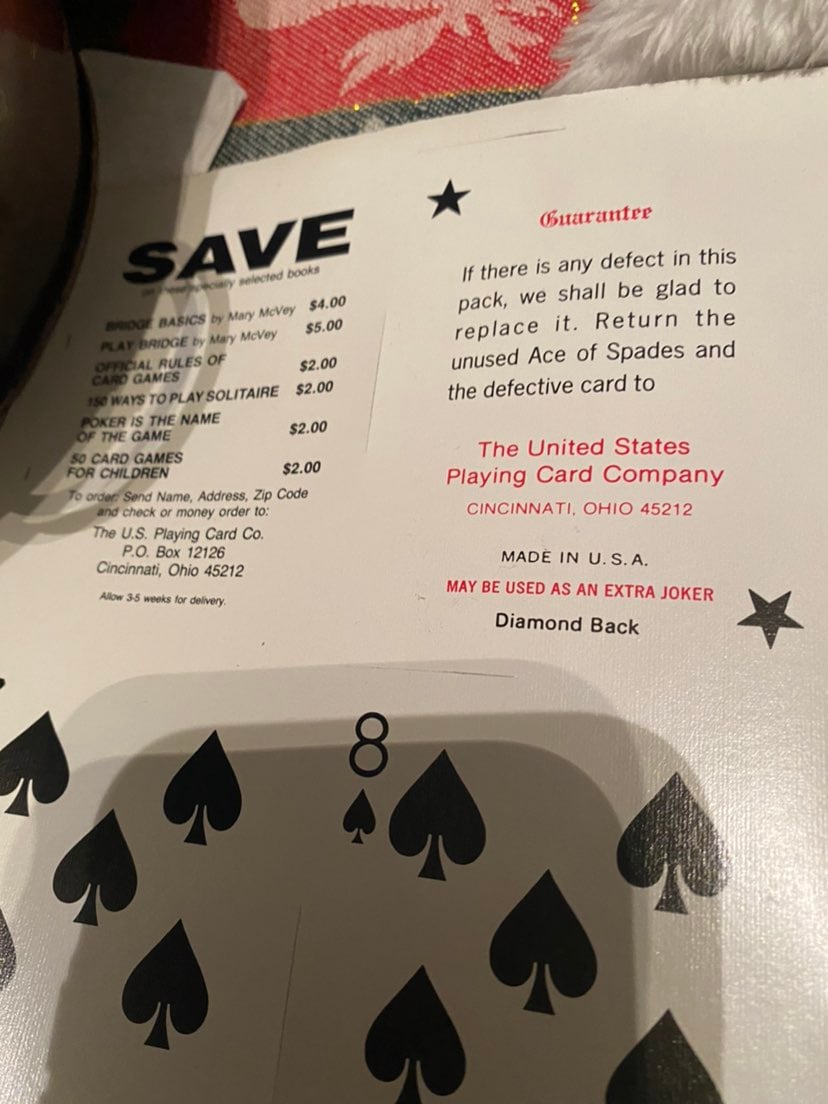 SAVE
on these specially selected books
BRIDGE BASICS by Mary McVey $4.00
PLAY BRIDGE by Mary McVey $5.00
OFFICIAL RULES OF
CARD GAMES $2.00
150 WAYS TO PLAY SOLITAIRE $2.00
POKER IS THE NAME
OF THE GAME $2.00
50 CARD GAMES
FOR CHILDREN $2.00
To order: Send Name, Address, Zip Code
and check or money order to:
The U.S. Playing Card Co.
P.O. Box 12126
Cincinnati, Ohio 45212
Allow 3-5 weeks for delivery.
Guarantee
If there is any defect in this
pack, we shall be glad to
replace it. Return the
unused Ace of Spades and
the defective card to
The United States
Playing Card Company
CINCINNATI, OHIO 45212
MADE IN U.S.A.
MAY BE USED AS AN EXTRA JOKER
Diamond Back
8